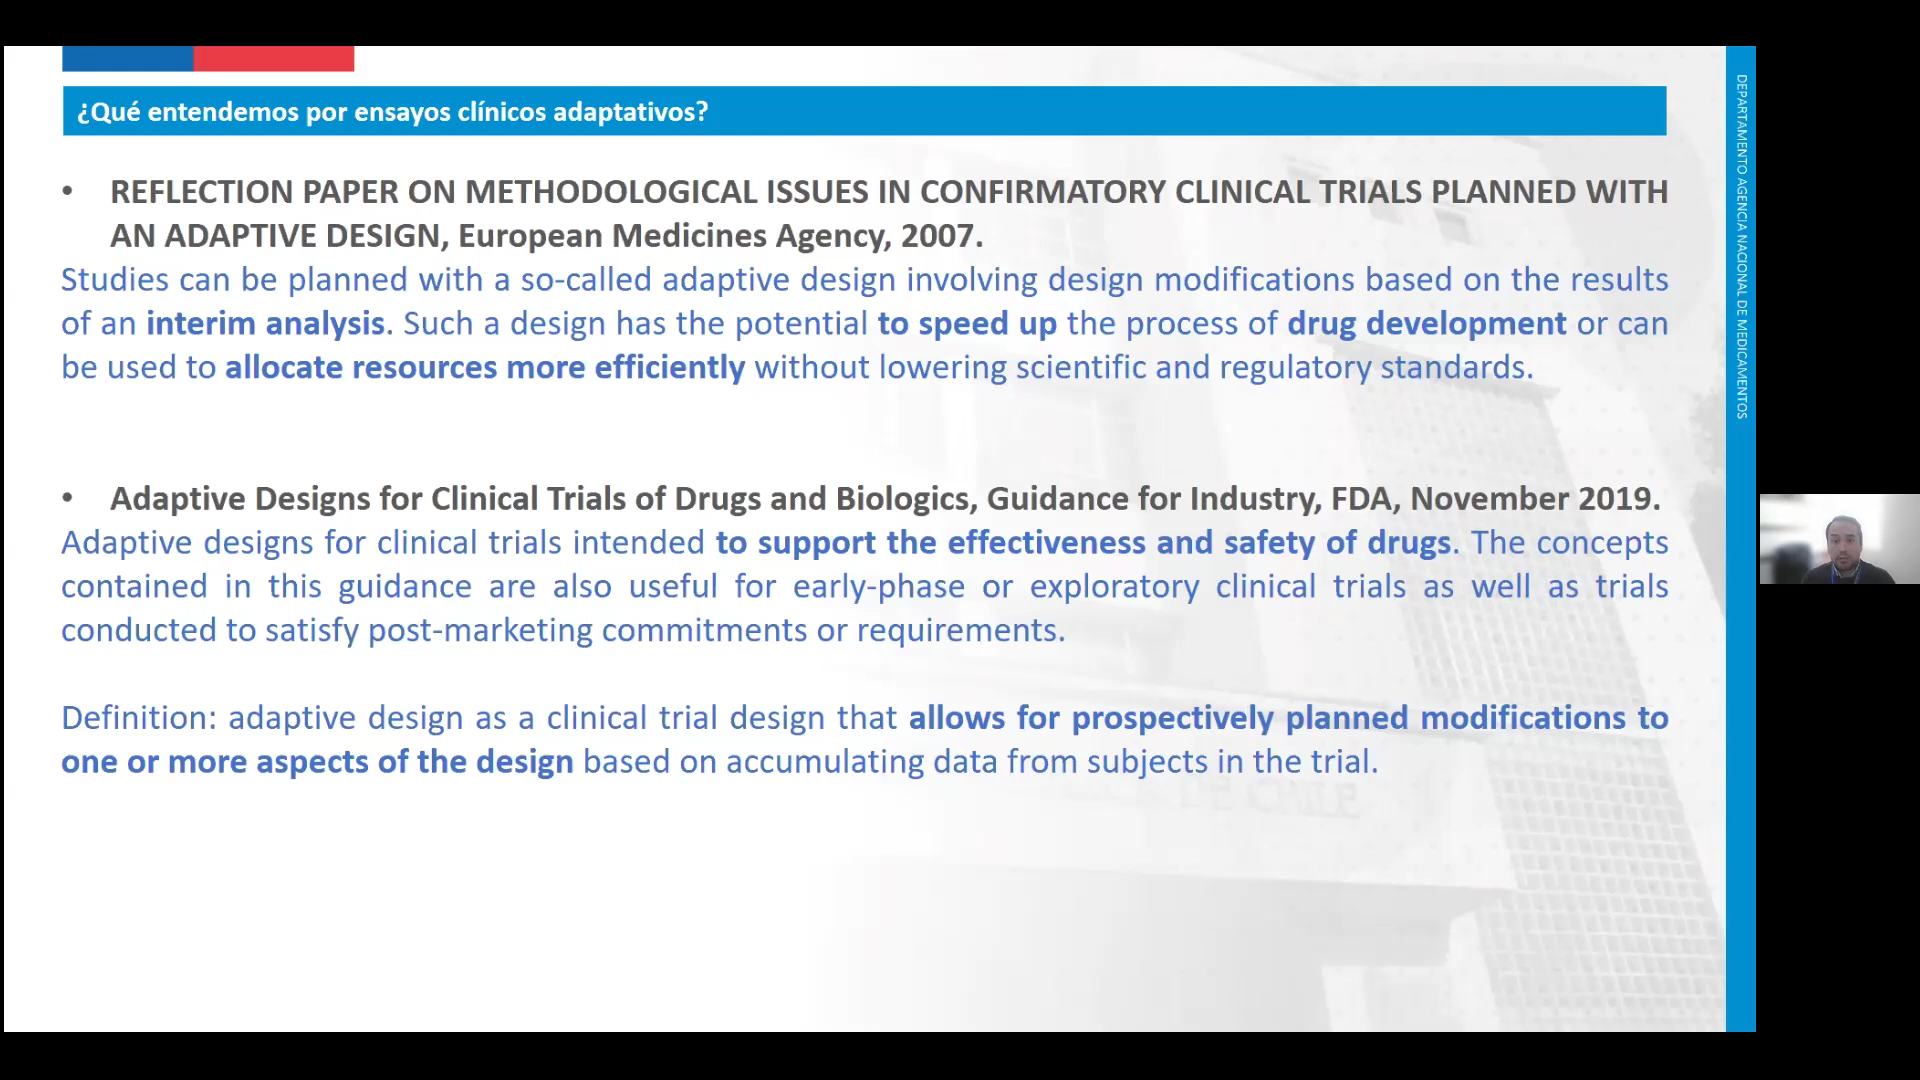 ¿Qué entendemos por ensayos clínicos adaptativos?
• REFLECTION PAPER ON METHODOLOGICAL ISSUES IN CONFIRMATORY CLINICAL TRIALS PLANNED WITH
AN ADAPTIVE DESIGN, European Medicines Agency, 2007.
Studies can be planned with a so-called adaptive design involving design modifications based on the results
of an interim analysis. Such a design has the potential to speed up the process of drug development or can
be used to allocate resources more efficiently without lowering scientific and regulatory standards.
• Adaptive Designs for Clinical Trials of Drugs and Biologics, Guidance for Industry, FDA, November 2019.
Adaptive designs for clinical trials intended to support the effectiveness and safety of drugs. The concepts
contained in this guidance are also useful for early-phase or exploratory clinical trials as well as trials
conducted to satisfy post-marketing commitments or requirements.
Definition: adaptive design as a clinical trial design that allows for prospectively planned modifications to
one or more aspects of the design based on accumulating data from subjects in the trial.
DE CHILE
DEPARTAMENTO AGENCIA NACIONAL DE MEDICAMENTOS